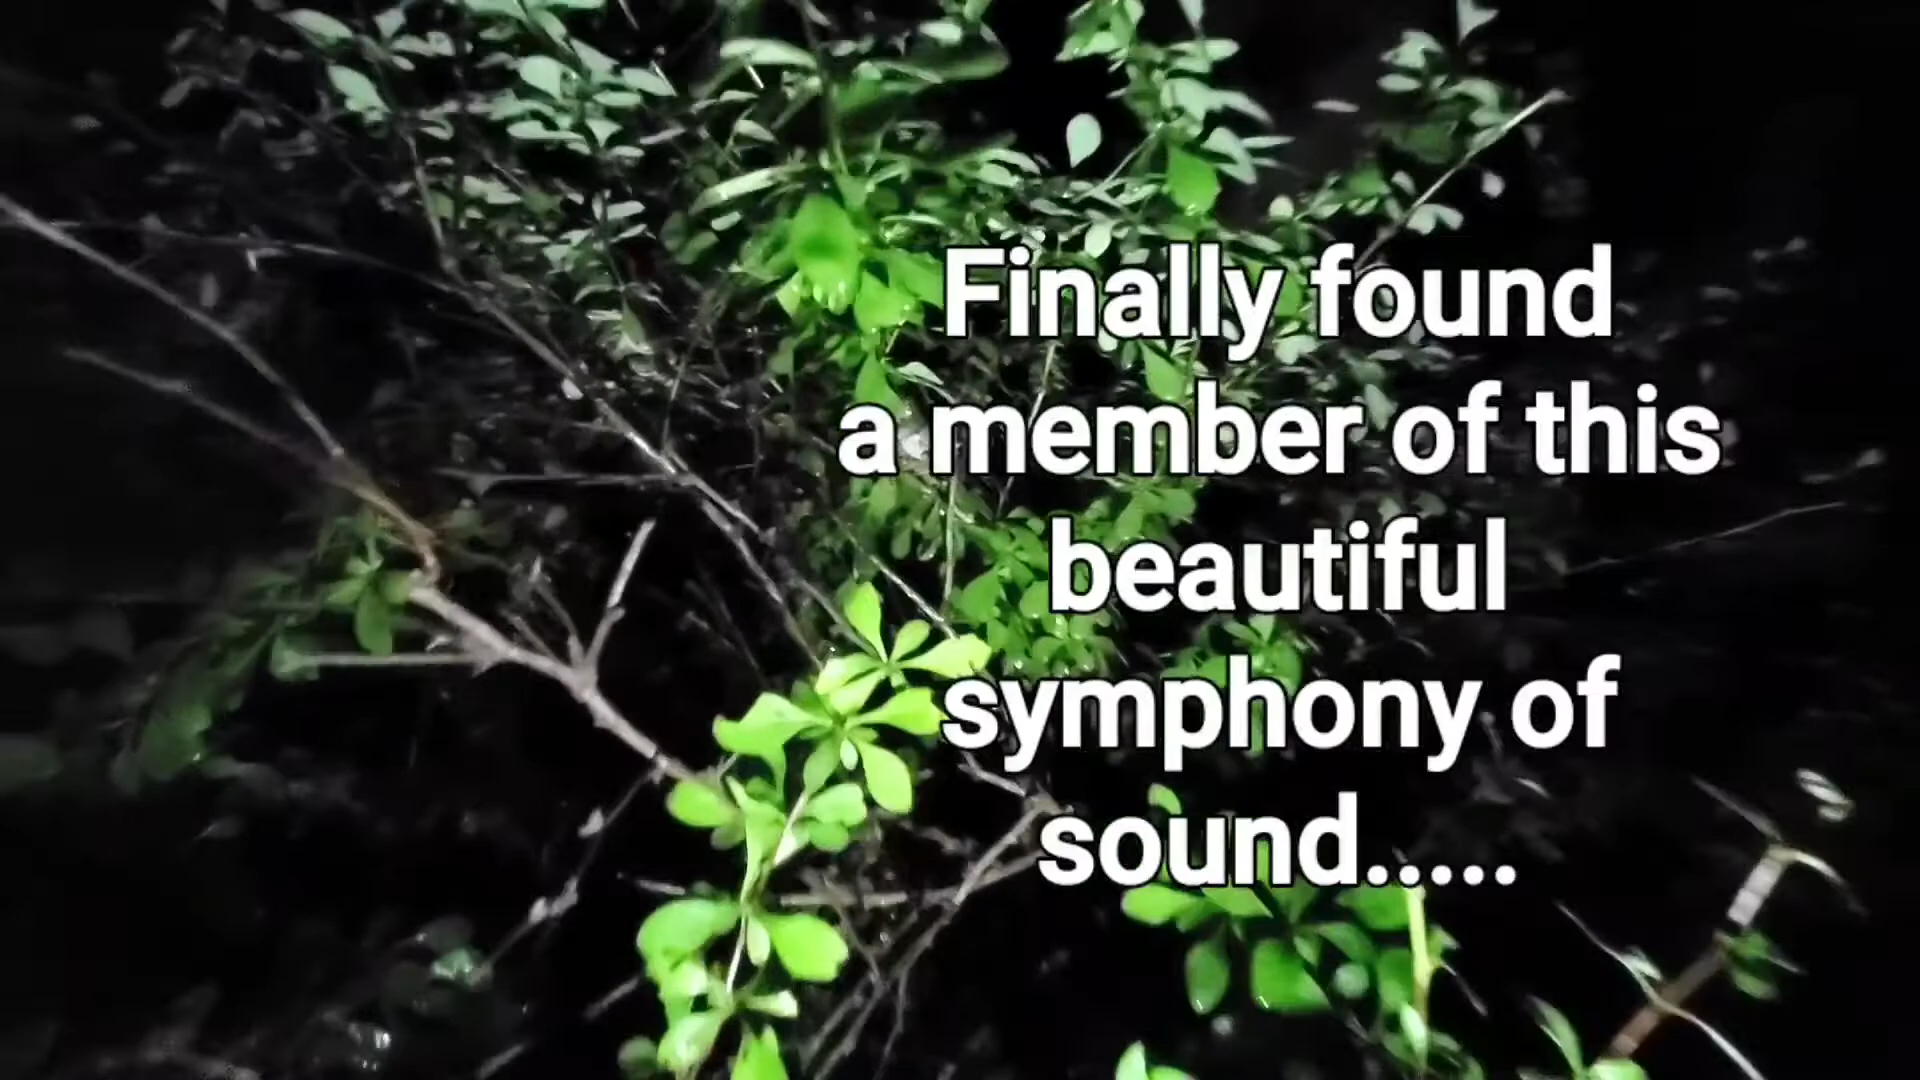 Finally found
a member of this
beautiful
symphony of
sound.....